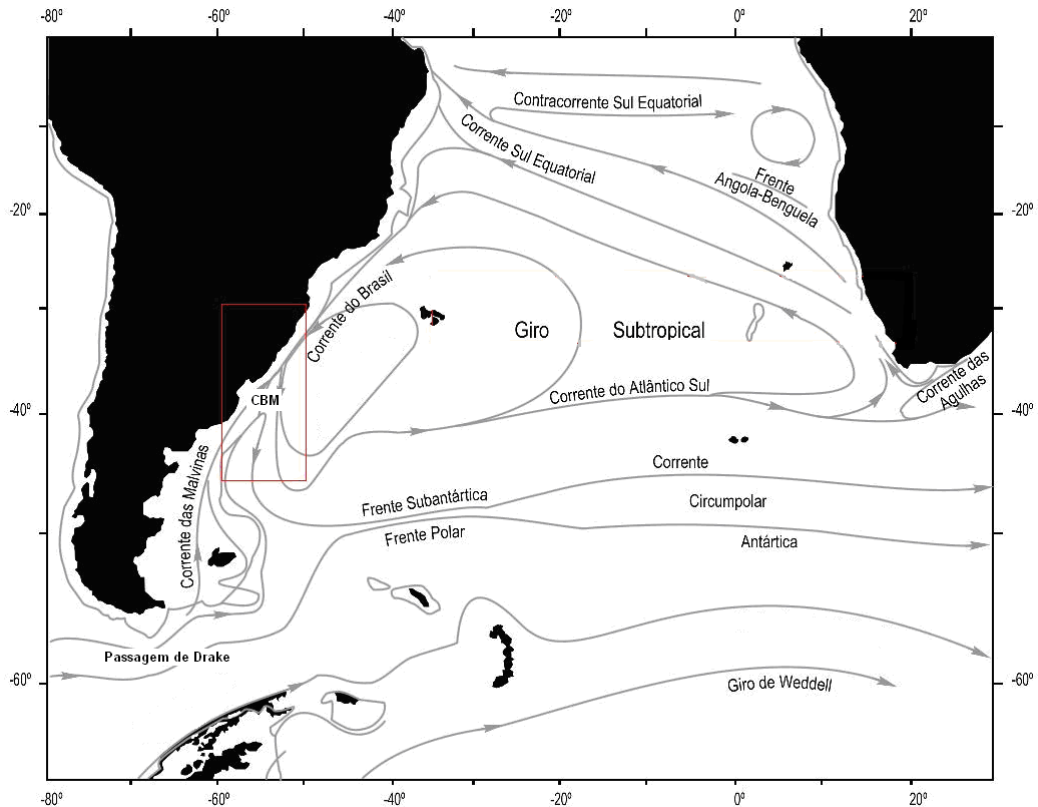 -80º -60º -40º -20º 0º 20º
Contracorrente Sul Equatorial
Corrente Sul Equatorial
Frente
Angola-Benguela
-20º
-20º
Corrente do Brasil
Giro Subtropical
Corrente das
Agulhas
CBM
Corrente do Atlântico Sul
-40º
-40º
Corrente das Malvinas
Corrente
Frente Subantártica
Circumpolar
Frente Polar
Antártica
Passagem de Drake
-60º
-60º
Giro de Weddell
-80º -60º -40º -20º 0º 20º